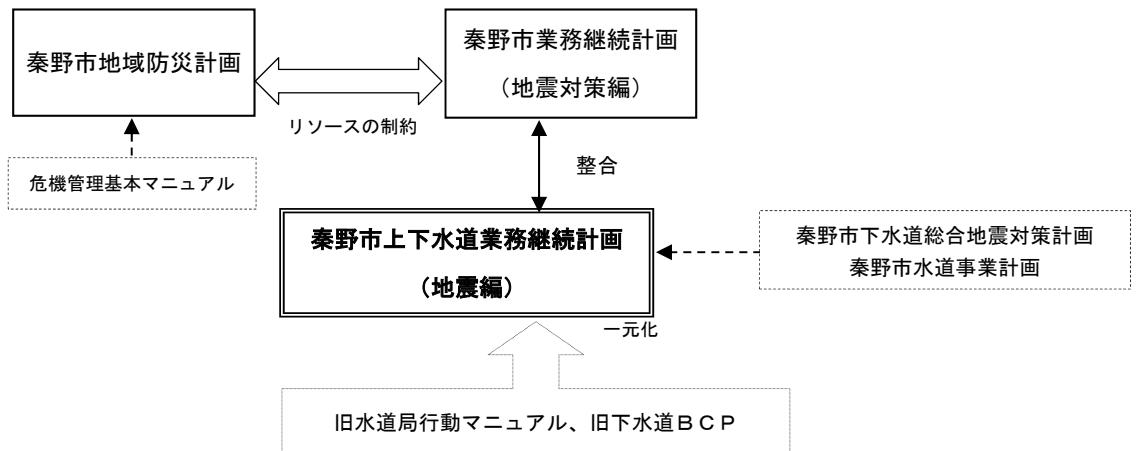 秦野市地域防災計画
秦野市業務継続計画
（地震対策編）
リソースの制約
危機管理基本マニュアル
整合
秦野市上下水道業務継続計画
（地震編）
秦野市下水道総合地震対策計画
秦野市水道事業計画
一元化
旧水道局行動マニュアル、旧下水道ＢＣＰ